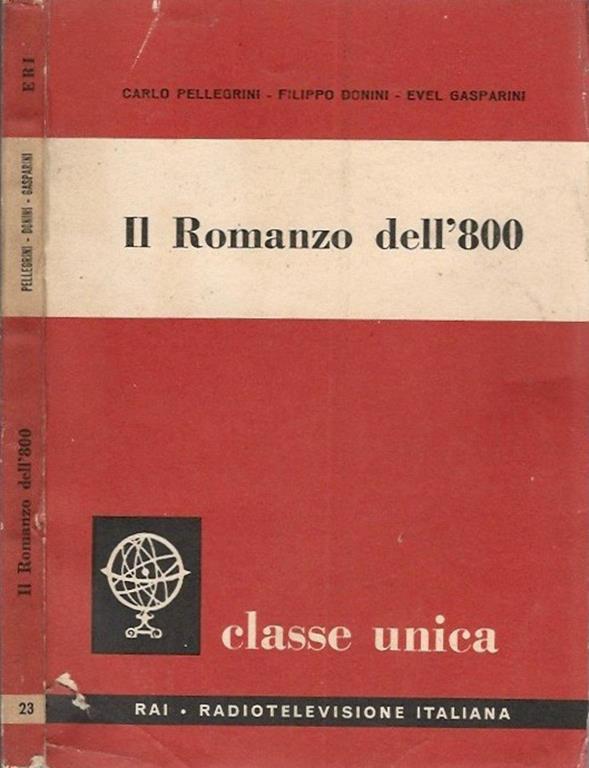 ERI
PELLEGRINI - DONINI - GASPARINI
Il Romanzo dell'800
23
CARLO PELLEGRINI - FILIPPO DONINI - EVEL GASPARINI
Il Romanzo dell'800
classe unica
RAI • RADIOTELEVISIONE ITALIANA